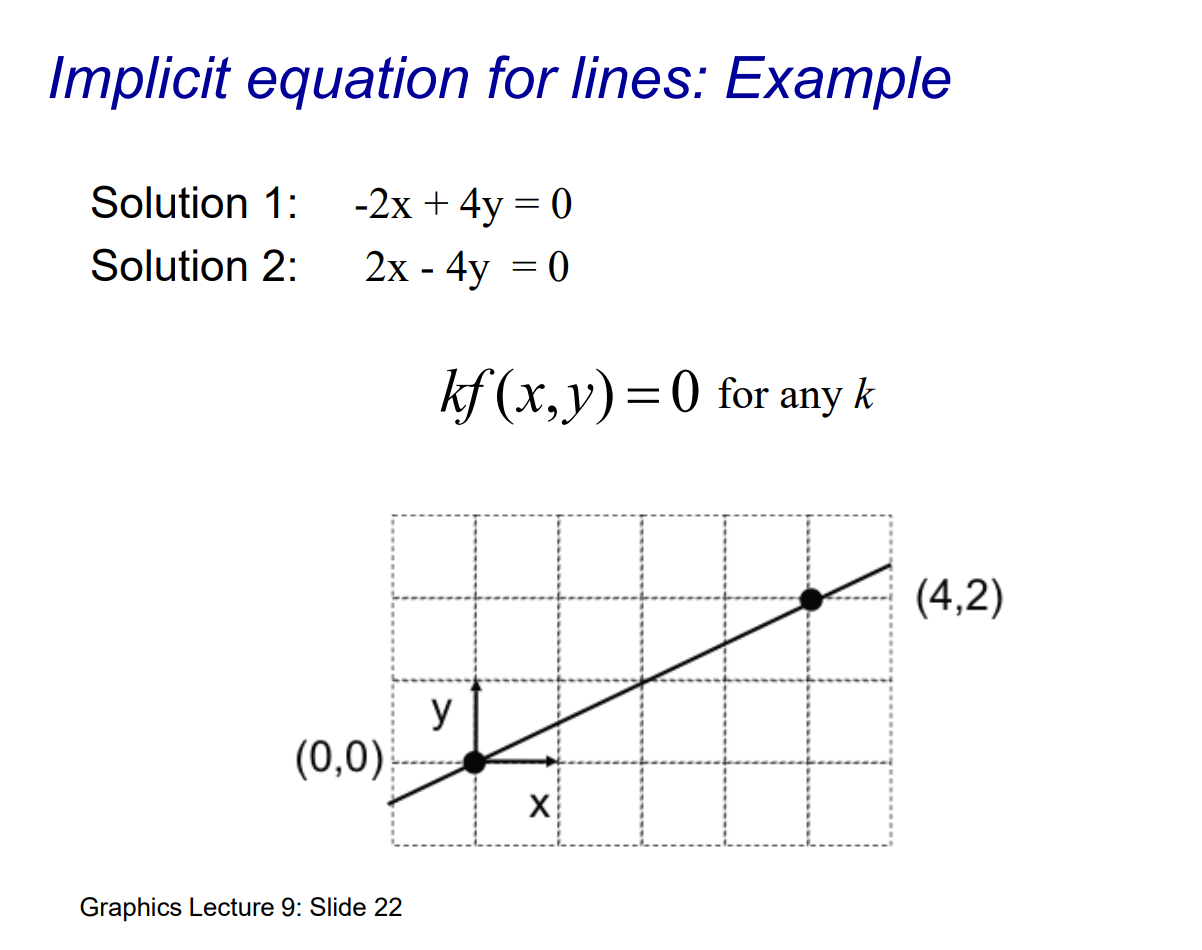 Implicit equation for lines: Example
Solution 1: -2x + 4y = 0
Solution 2: 2x - 4y = 0
kf(x,y)=0 for any k
(4,2)
y
(0,0)
x
Graphics Lecture 9: Slide 22